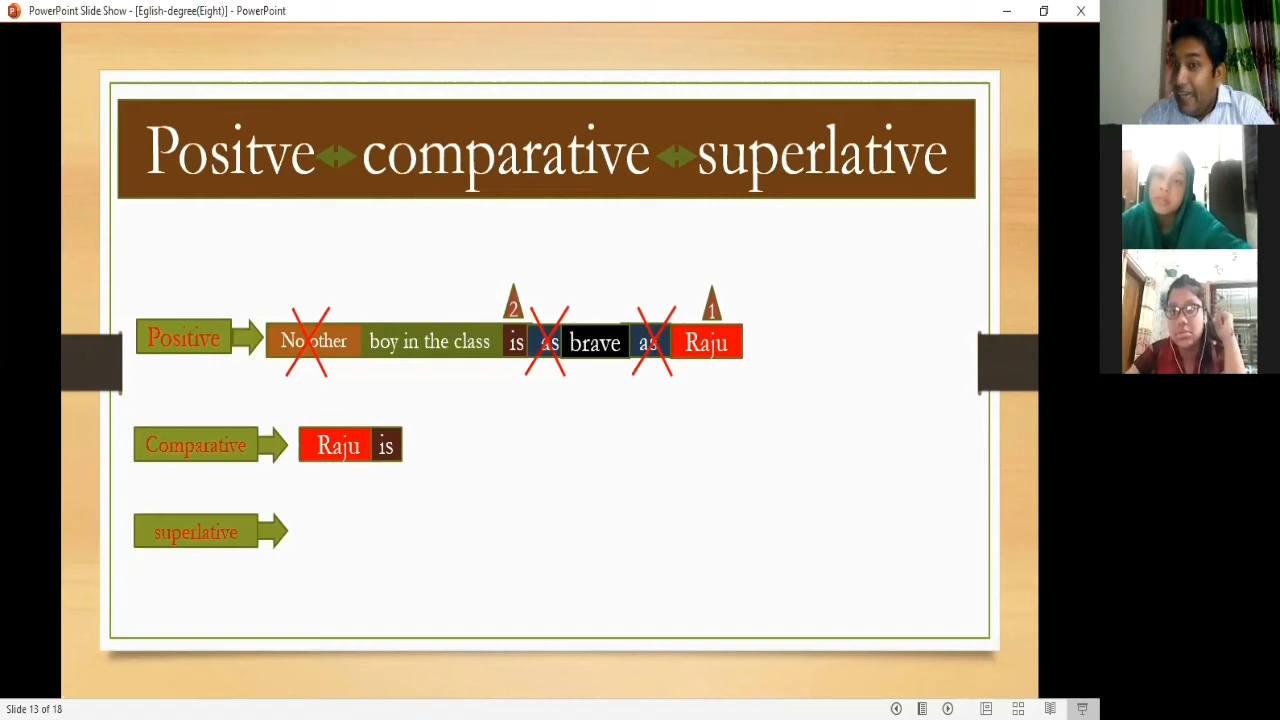 PowerPoint Slide Show - [Eglish-degree(Eight)] - PowerPoint
Positve comparative superlative
2 1
Positive No other boy in the class is as brave as Raju
Comparative Raju is
superlative
Slide 13 of 18